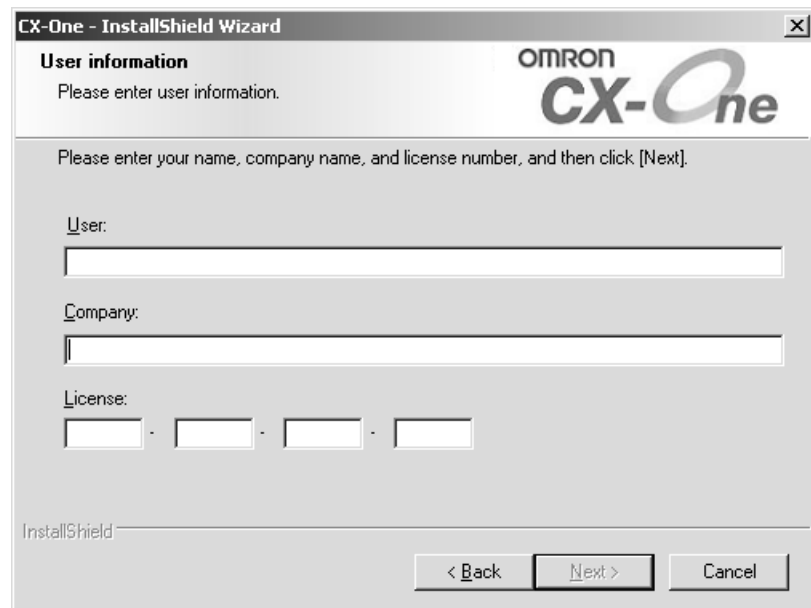 CX-One - InstallShield Wizard
User information
Please enter user information.
OMRON
CX-One
Please enter your name, company name, and license number, and then click [Next].
User:
Company:
License:
- - -
InstallShield
< Back Next > Cancel